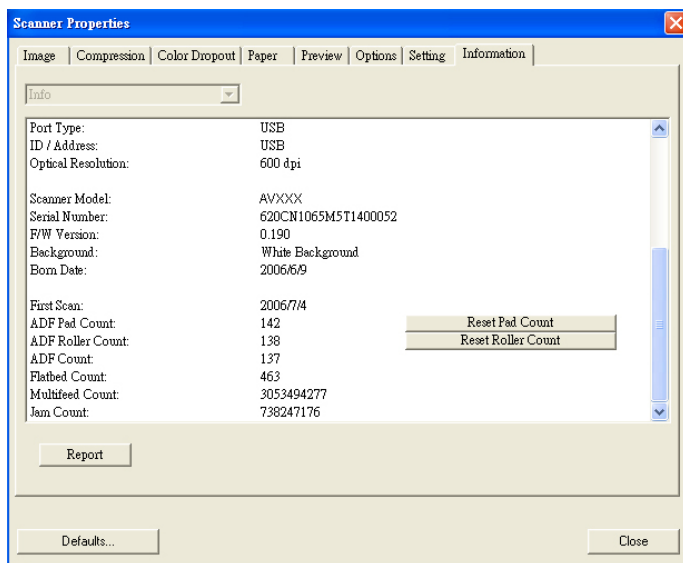 Scanner Properties
Image Compression Color Dropout Paper Preview Options Setting Information
Info
Port Type: USB
ID / Address: USB
Optical Resolution: 600 dpi
Scanner Model: AVXXX
Serial Number: 620CN1065M5T1400052
F/W Version: 0.190
Background: White Background
Born Date: 2006/6/9
First Scan: 2006/7/4
ADF Pad Count: 142 Reset Pad Count
ADF Roller Count: 138 Reset Roller Count
ADF Count: 137
Flatbed Count: 463
Multifeed Count: 3053494277
Jam Count: 738247176
Report
Defaults... Close